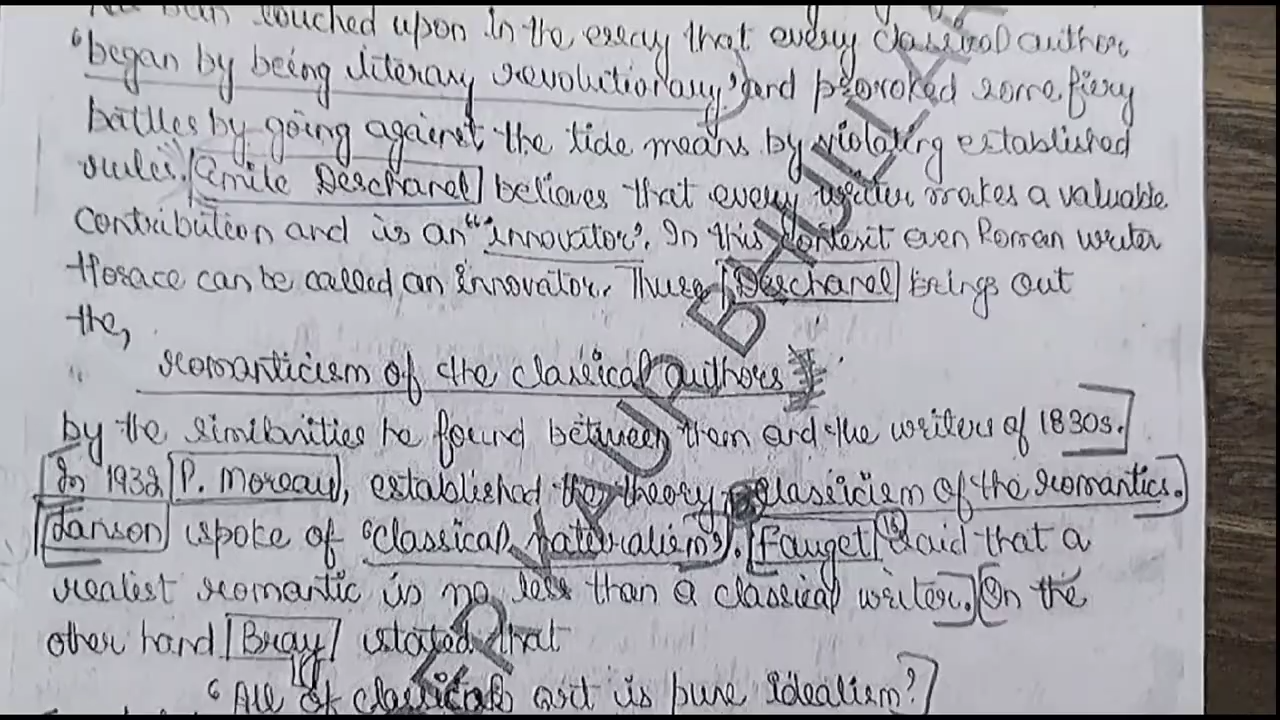 been touched upon in the essay that every classical author
"began by being literary revolutionary" and provoked some fiery
battles by going against the tide means by violating established
rules. Emile Deschanel believes that every writer makes a valuable
contribution and is an "innovator". In this context even Roman writer
Horace can be called an innovator. Thus, Deschanel brings out
the,
romanticism of the classical authors
by the similarities he found between them and the writers of 1830s.
In 1932 P. Moreau, established the theory classicism of the romantics.
Lanson spoke of "classical naturalism". Fauget said that a
realist romantic is no less than a classical writer. On the
other hand Bray stated that
"All of classical art is pure idealism"